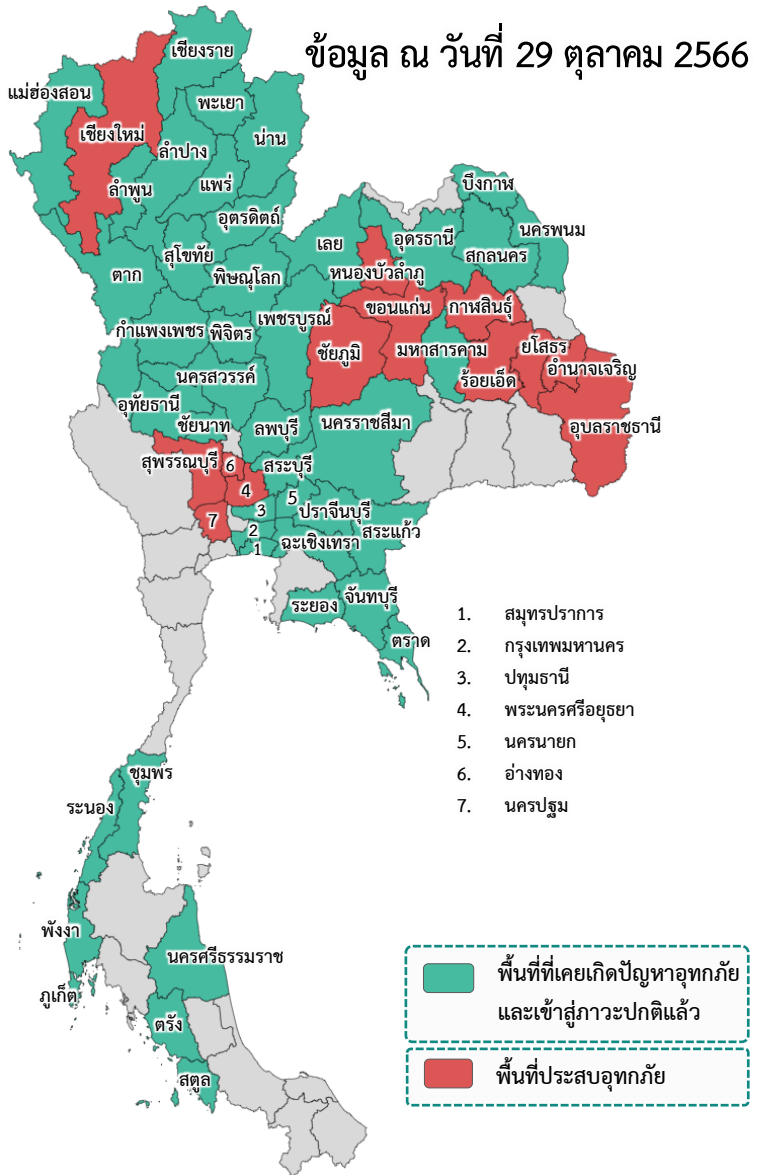 ข้อมูล ณ วันที่ 29 ตุลาคม 2566
เชียงราย
แม่ฮ่องสอน
พะเยา
เชียงใหม่
น่าน
ลำปาง
ลำพูน
แพร่
บึงกาฬ
อุตรดิตถ์
นครพนม
เลย
อุดรธานี
สุโขทัย
สกลนคร
ตาก
พิษณุโลก
หนองบัวลำภู
ขอนแก่น
กาฬสินธุ์
เพชรบูรณ์
กำแพงเพชร
พิจิตร
ชัยภูมิ
มหาสารคาม
ยโสธร
อำนาจเจริญ
นครสวรรค์
ร้อยเอ็ด
อุทัยธานี
ชัยนาท
ลพบุรี
นครราชสีมา
อุบลราชธานี
สุพรรณบุรี
6
สระบุรี
4
5
3
ปราจีนบุรี
7
2
สระแก้ว
1
ฉะเชิงเทรา
ระยอง
จันทบุรี
ตราด
1. สมุทรปราการ
2. กรุงเทพมหานคร
3. ปทุมธานี
4. พระนครศรีอยุธยา
5. นครนายก
6. อ่างทอง
7. นครปฐม
ชุมพร
ระนอง
พังงา
นครศรีธรรมราช
ภูเก็ต
ตรัง
สตูล
พื้นที่ที่เคยเกิดปัญหาอุทกภัย
และเข้าสู่ภาวะปกติแล้ว
พื้นที่ประสบอุทกภัย